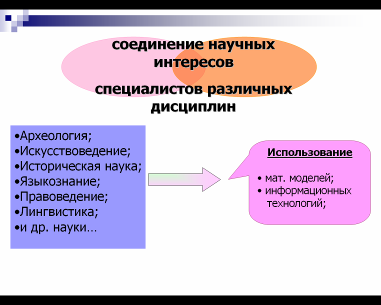 соединение научных
интересов
специалистов различных
дисциплин
•Археология;
•Искусствоведение;
•Историческая наука;
•Языкознание;
•Правоведение;
•Лингвистика;
•и др. науки...
Использование
• мат. моделей;
• информационных
технологий;